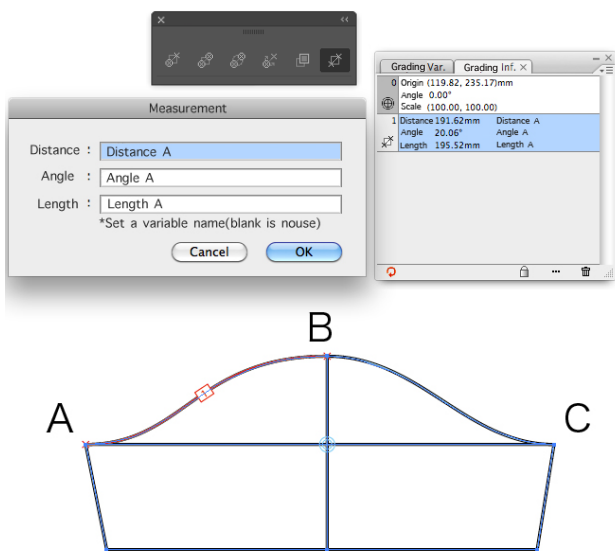 Measurement
Distance : Distance A
Angle : Angle A
Length : Length A
*Set a variable name(blank is nouse)
Cancel OK
Grading Var. Grading Inf. ×
0 Origin (119.82, 235.17)mm
Angle 0.00°
Scale (100.00, 100.00)
1 Distance 191.62mm Distance A
Angle 20.06° Angle A
Length 195.52mm Length A
B
A
C